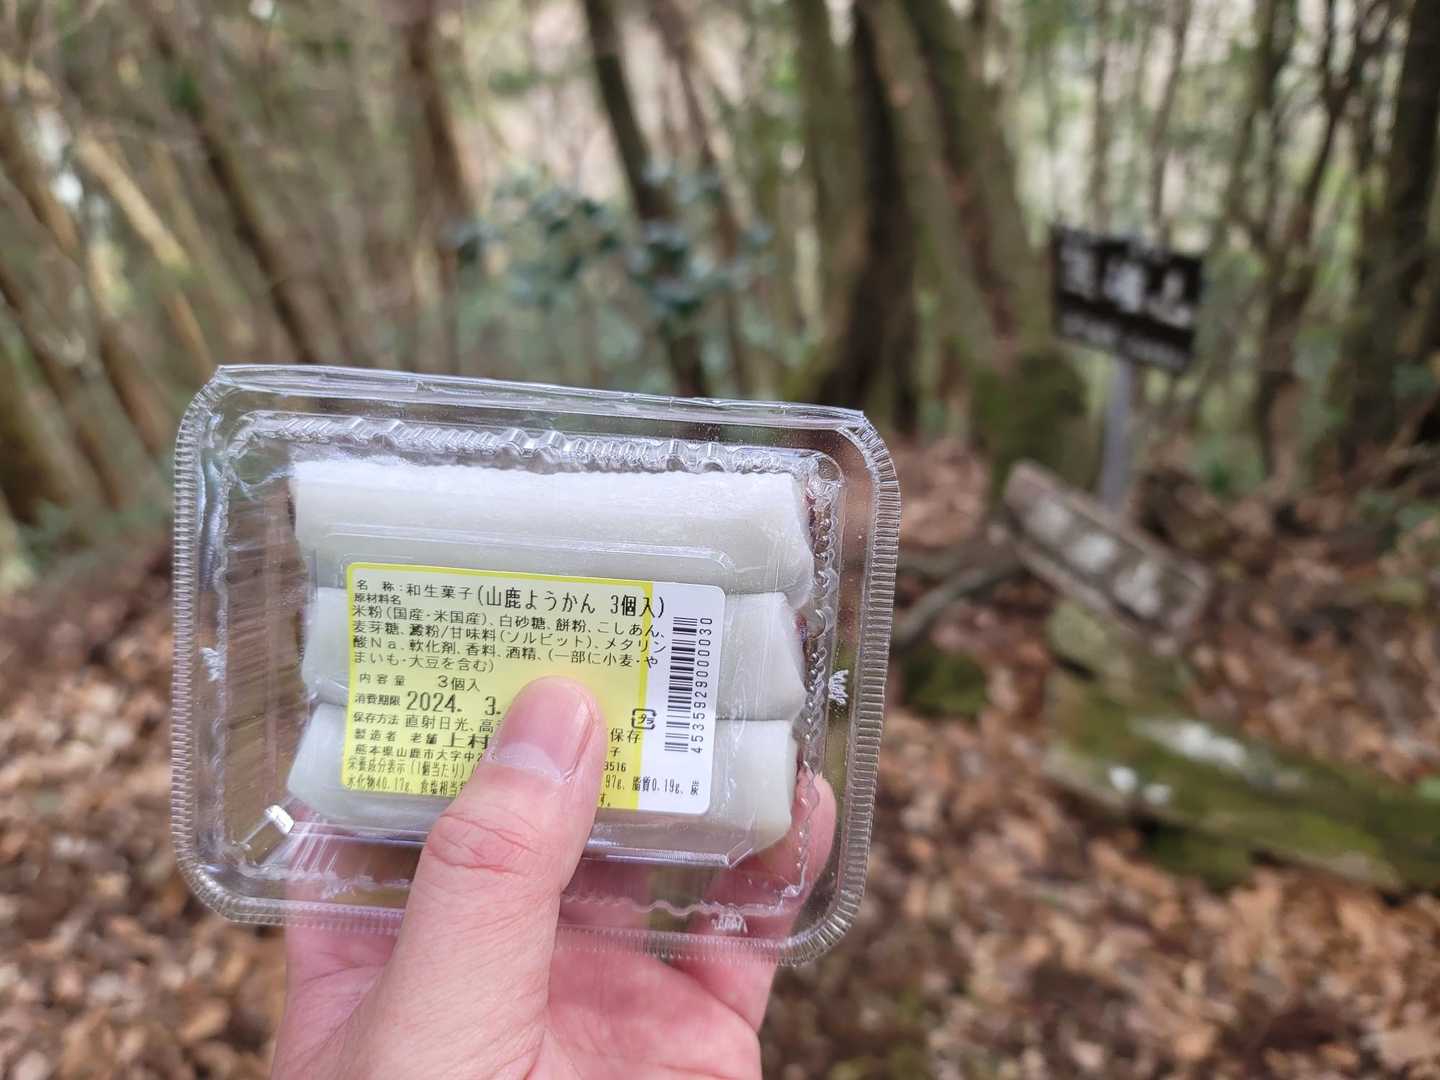 名 称：和生菓子(山鹿ようかん 3個入)
原材料名
米粉(国産・米国産)、白砂糖、餅粉、こしあん、
麦芽糖、澱粉/甘味料(ソルビット)、メタリン
酸Na、軟化剤、香料、酒精、(一部に小麦・や
まいも・大豆を含む)
内容量 3個入
消費期限 2024. 3.
保存方法 直射日光、高 保存
製造者 老舗 上村
熊本県山鹿市大字中 3516
栄養成分表示(1個当たり) 97g、脂質0.19g、炭
水化物40.17g、食塩相当 す。
プラ
4535929000030